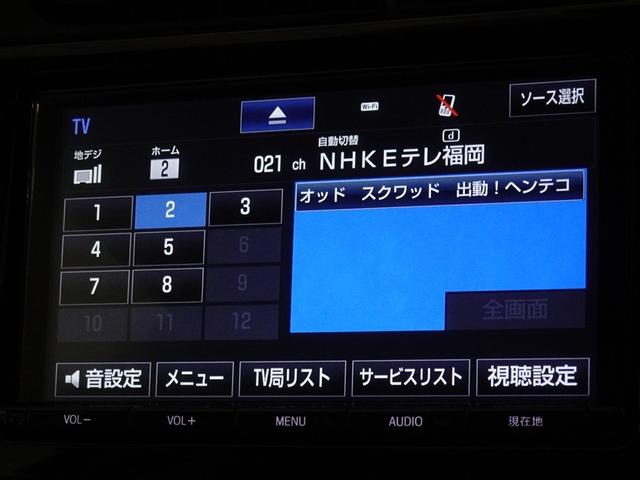 Wi-Fi
ソース選択
TV
地デジ
ホーム
2
自動切替
d
021 ch NHKEテレ福岡
1 2 3
4 5 6
7 8 9
10 11 12
オッド スクワッド 出動!ヘンテコ
全画面
音設定 メニュー TV局リスト サービスリスト 視聴設定
VOL− VOL+ MENU AUDIO 現在地